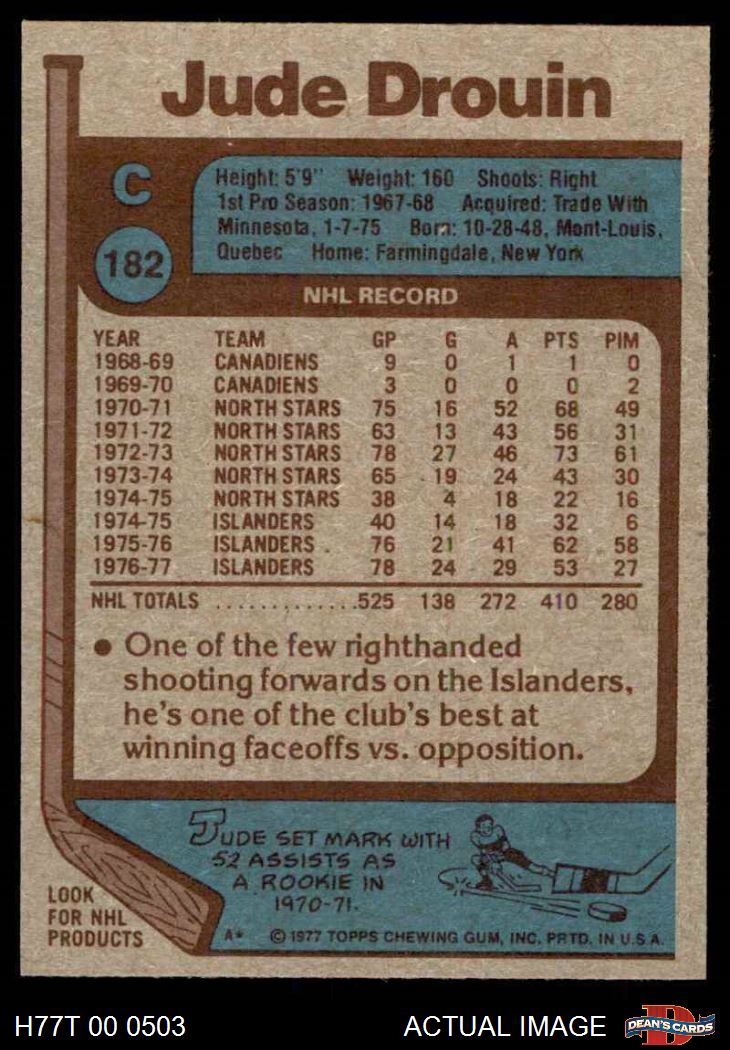 Jude Drouin
C
182
Height: 5'9" Weight: 160 Shoots: Right
1st Pro Season: 1967-68 Acquired: Trade With
Minnesota, 1-7-75 Born: 10-28-48, Mont-Louis,
Quebec Home: Farmingdale, New York
NHL RECORD
YEAR TEAM GP G A PTS PIM
1968-69 CANADIENS 9 0 1 1 0
1969-70 CANADIENS 3 0 0 0 2
1970-71 NORTH STARS 75 16 52 68 49
1971-72 NORTH STARS 63 13 43 56 31
1972-73 NORTH STARS 78 27 46 73 61
1973-74 NORTH STARS 65 19 24 43 30
1974-75 NORTH STARS 38 4 18 22 16
1974-75 ISLANDERS 40 14 18 32 6
1975-76 ISLANDERS 76 21 41 62 58
1976-77 ISLANDERS 78 24 29 53 27
NHL TOTALS .............525 138 272 410 280
● One of the few righthanded
shooting forwards on the Islanders,
he's one of the club's best at
winning faceoffs vs. opposition.
JUDE SET MARK WITH
52 ASSISTS AS
A ROOKIE IN
1970-71.
LOOK
FOR NHL
PRODUCTS
A* © 1977 TOPPS CHEWING GUM, INC. PRTD. IN U.S.A.
H77T 00 0503 ACTUAL IMAGE
D
DEAN'S CARDS